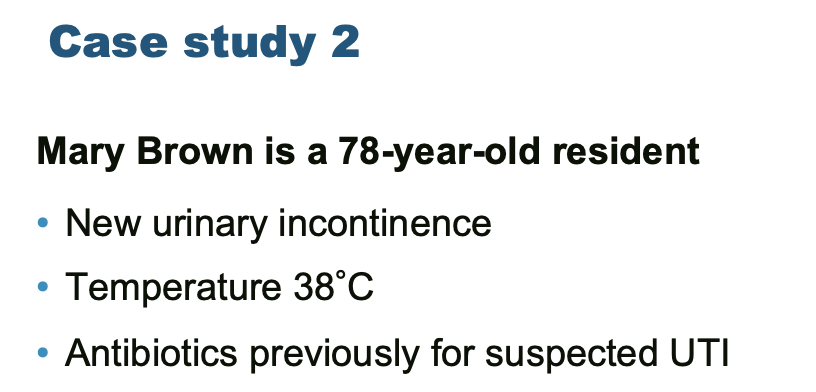 Case study 2
Mary Brown is a 78-year-old resident
• New urinary incontinence
• Temperature 38˚C
• Antibiotics previously for suspected UTI